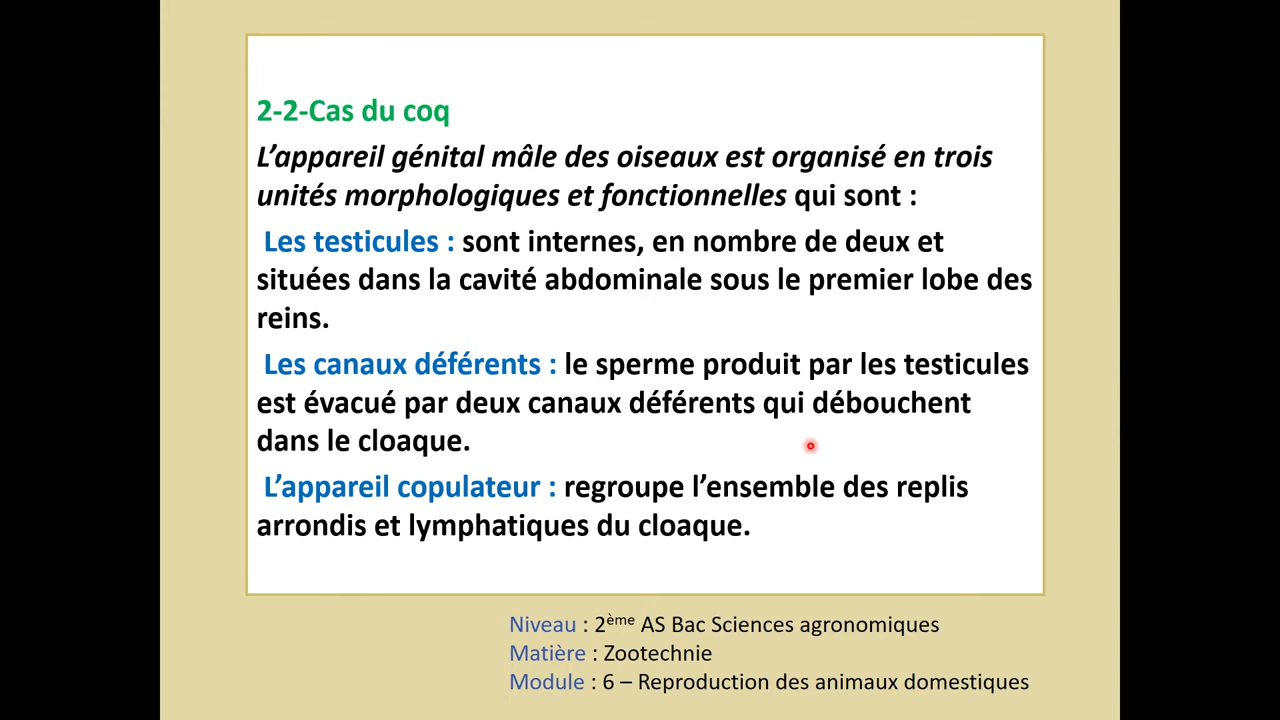 2-2-Cas du coq
L’appareil génital mâle des oiseaux est organisé en trois
unités morphologiques et fonctionnelles qui sont :
Les testicules : sont internes, en nombre de deux et
situées dans la cavité abdominale sous le premier lobe des
reins.
Les canaux déférents : le sperme produit par les testicules
est évacué par deux canaux déférents qui débouchent
dans le cloaque.
L’appareil copulateur : regroupe l’ensemble des replis
arrondis et lymphatiques du cloaque.
Niveau : 2ème AS Bac Sciences agronomiques
Matière : Zootechnie
Module : 6 – Reproduction des animaux domestiques